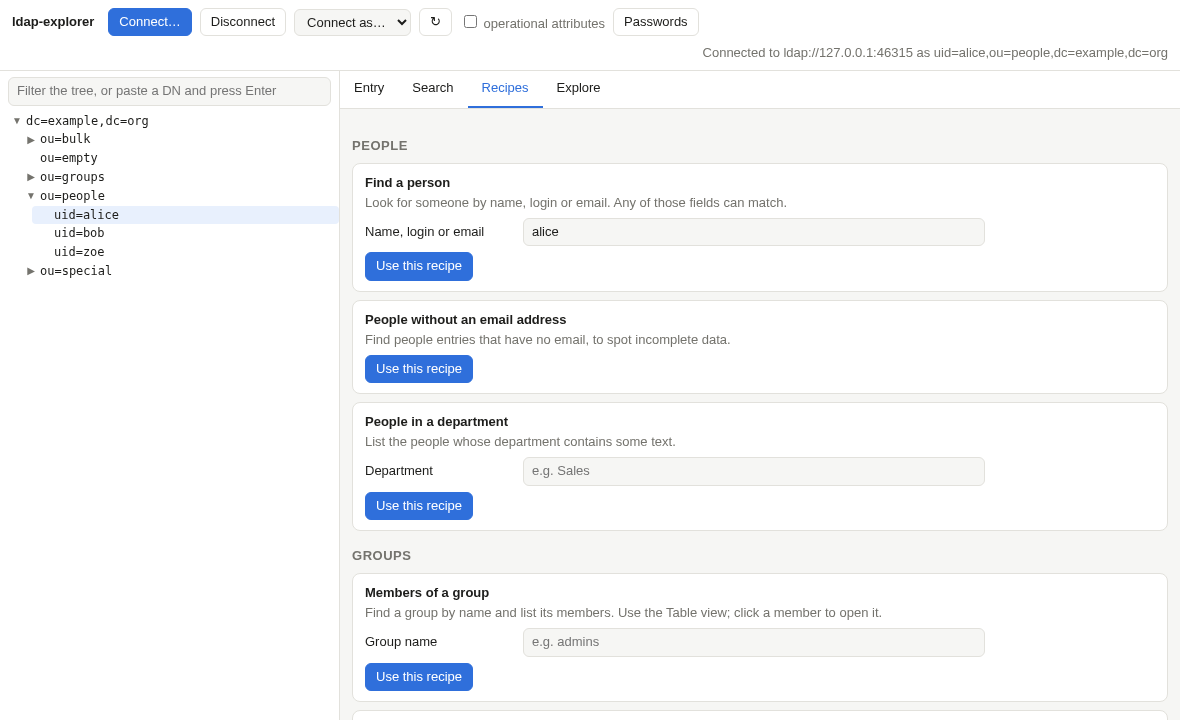 ldap-explorer Connect… Disconnect Connect as… ↻ operational attributes Passwords
Connected to ldap://127.0.0.1:46315 as uid=alice,ou=people,dc=example,dc=org
Filter the tree, or paste a DN and press Enter
▼ dc=example,dc=org
▶ ou=bulk
ou=empty
▶ ou=groups
▼ ou=people
uid=alice
uid=bob
uid=zoe
▶ ou=special
Entry Search Recipes Explore
PEOPLE
Find a person
Look for someone by name, login or email. Any of those fields can match.
Name, login or email alice
Use this recipe
People without an email address
Find people entries that have no email, to spot incomplete data.
Use this recipe
People in a department
List the people whose department contains some text.
Department e.g. Sales
Use this recipe
GROUPS
Members of a group
Find a group by name and list its members. Use the Table view; click a member to open it.
Group name e.g. admins
Use this recipe